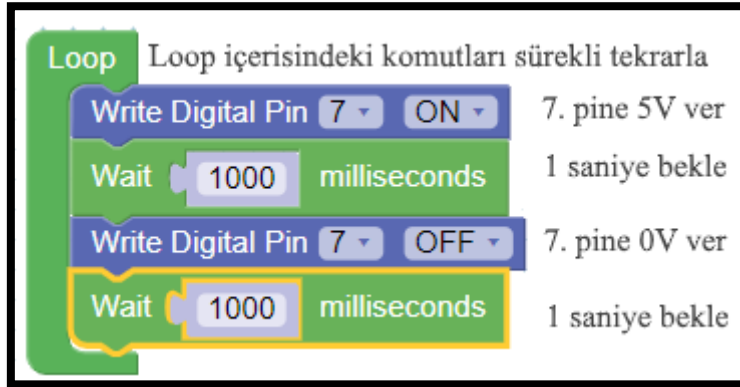 Loop Loop içerisindeki komutları sürekli tekrarla
Write Digital Pin 7 ON 7. pine 5V ver
Wait 1000 milliseconds 1 saniye bekle
Write Digital Pin 7 OFF 7. pine 0V ver
Wait 1000 milliseconds 1 saniye bekle